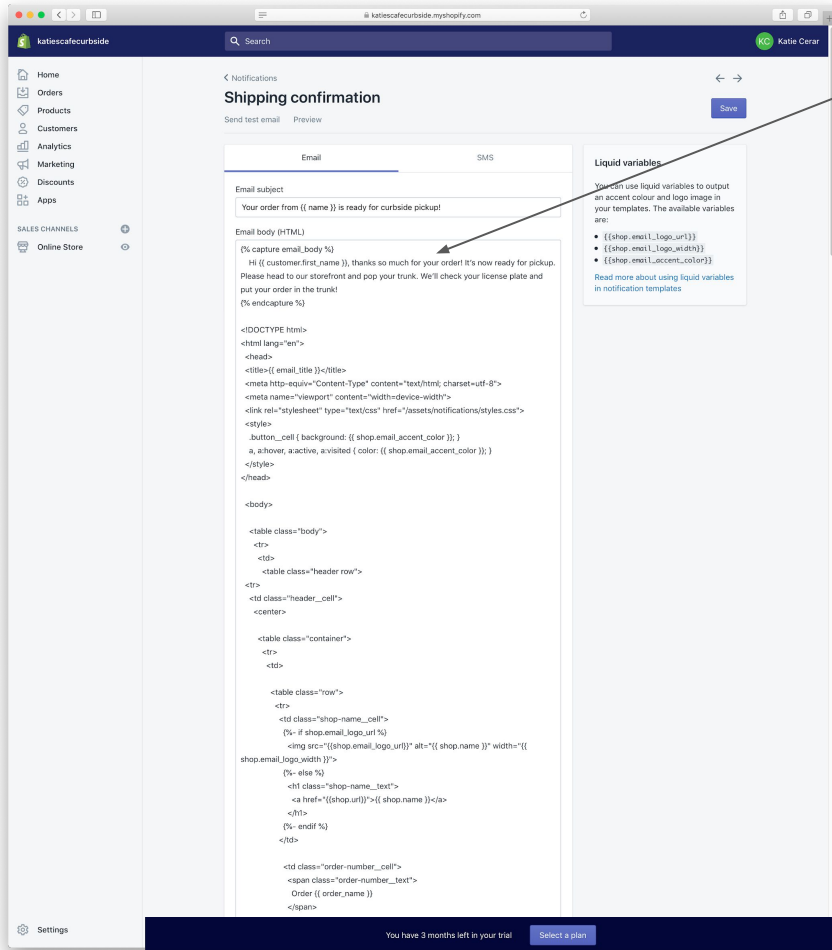 katiescafecurbside.myshopify.com
katiescafecurbside
Search
KC Katie Cerar
Home
Orders
Products
Customers
Analytics
Marketing
Discounts
Apps
SALES CHANNELS
Online Store
Settings
Notifications
Shipping confirmation
Send test email Preview
Save
Email SMS
Email subject
Your order from {{ name }} is ready for curbside pickup!
Email body (HTML)
{% capture email_body %}
Hi {{ customer.first_name }}, thanks so much for your order! It's now ready for pickup.
Please head to our storefront and pop your trunk. We'll check your license plate and
put your order in the trunk!
{% endcapture %}
<!DOCTYPE html>
<html lang="en">
<head>
<title>{{ email_title }}</title>
<meta http-equiv="Content-Type" content="text/html; charset=utf-8">
<meta name="viewport" content="width=device-width">
<link rel="stylesheet" type="text/css" href="/assets/notifications/styles.css">
<style>
.button__cell { background: {{ shop.email_accent_color }}; }
a, a:hover, a:active, a:visited { color: {{ shop.email_accent_color }}; }
</style>
</head>
<body>
<table class="body">
<tr>
<td>
<table class="header row">
<tr>
<td class="header__cell">
<center>
<table class="container">
<tr>
<td>
<table class="row">
<tr>
<td class="shop-name__cell">
{%- if shop.email_logo_url %}
<img src="{{shop.email_logo_url}}" alt="{{ shop.name }}" width="{{
shop.email_logo_width }}">
{%- else %}
<h1 class="shop-name__text">
<a href="{{shop.url}}">{{ shop.name }}</a>
</h1>
{%- endif %}
</td>
<td class="order-number__cell">
<span class="order-number__text">
Order {{ order_name }}
</span>
Liquid variables
You can use liquid variables to output
an accent colour and logo image in
your templates. The available variables
are:
{{shop.email_logo_url}}
{{shop.email_logo_width}}
{{shop.email_accent_color}}
Read more about using liquid variables
in notification templates
You have 3 months left in your trial Select a plan